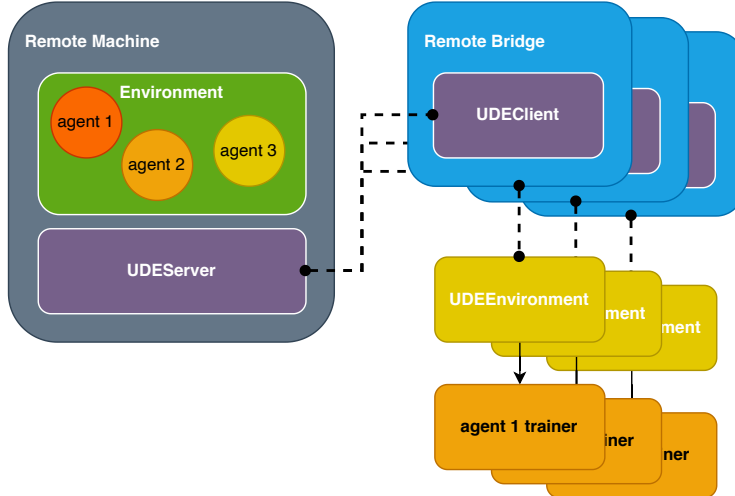 Remote Machine
Environment
agent 1
agent 2
agent 3
UDEServer
Remote Bridge
UDEClient
UDEEnvironment
ment
ment
agent 1 trainer
iner
ner